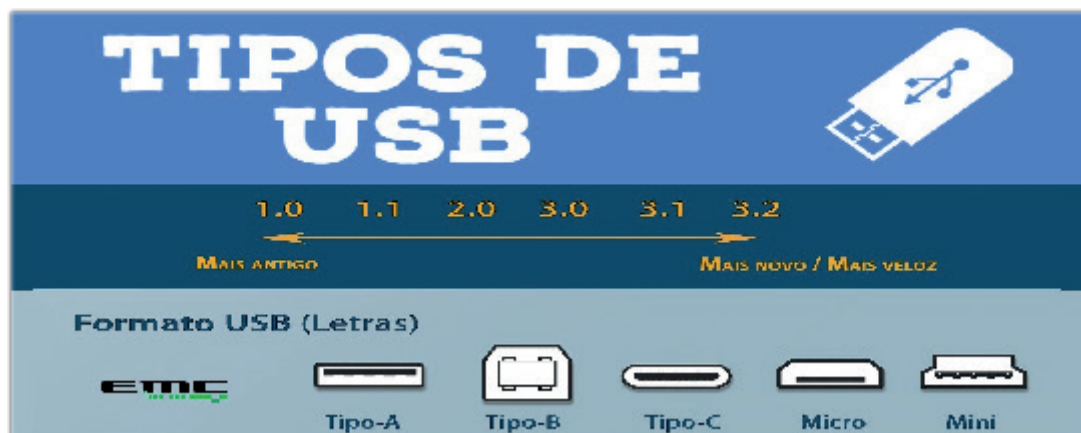 TIPOS DE
USB
1.0 1.1 2.0 3.0 3.1 3.2
MAIS ANTIGO MAIS NOVO / MAIS VELOZ
Formato USB (Letras)
EMC
Tipo-A Tipo-B Tipo-C Micro Mini